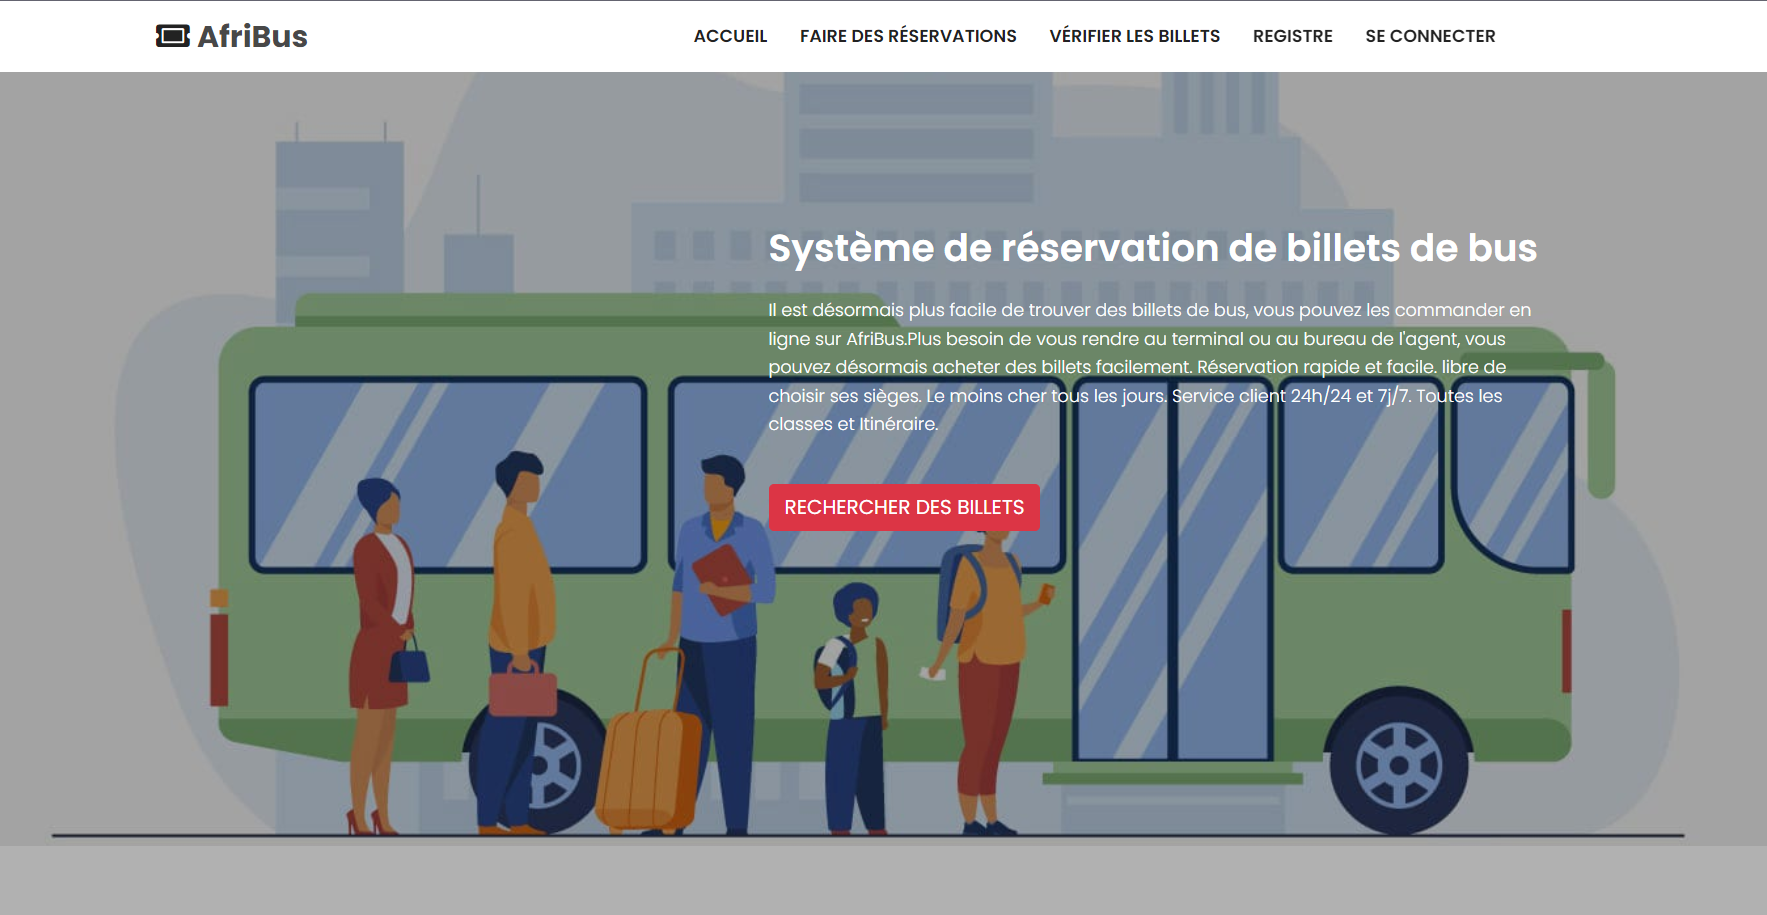 AfriBus
ACCUEIL FAIRE DES RÉSERVATIONS VÉRIFIER LES BILLETS REGISTRE SE CONNECTER
Système de réservation de billets de bus
Il est désormais plus facile de trouver des billets de bus, vous pouvez les commander en
ligne sur AfriBus.Plus besoin de vous rendre au terminal ou au bureau de l'agent, vous
pouvez désormais acheter des billets facilement. Réservation rapide et facile. libre de
choisir ses sièges. Le moins cher tous les jours. Service client 24h/24 et 7j/7. Toutes les
classes et Itinéraire.
RECHERCHER DES BILLETS